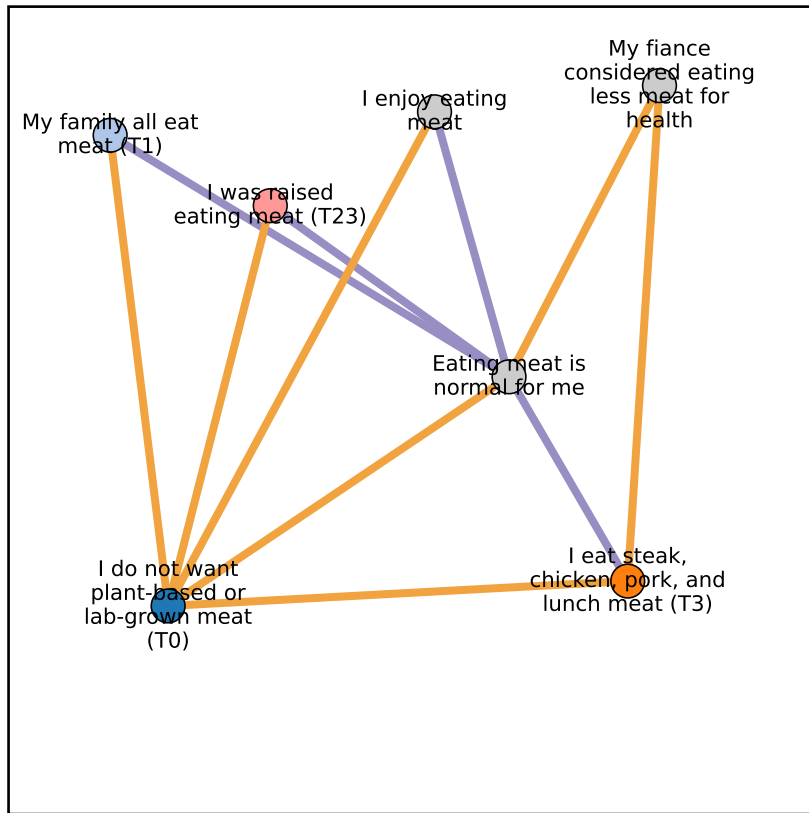 My fiance
considered eating
less meat for
health
I enjoy eating
meat
My family all eat
meat (T1)
I was raised
eating meat (T23)
Eating meat is
normal for me
I eat steak,
chicken, pork, and
lunch meat (T3)
I do not want
plant-based or
lab-grown meat
(T0)